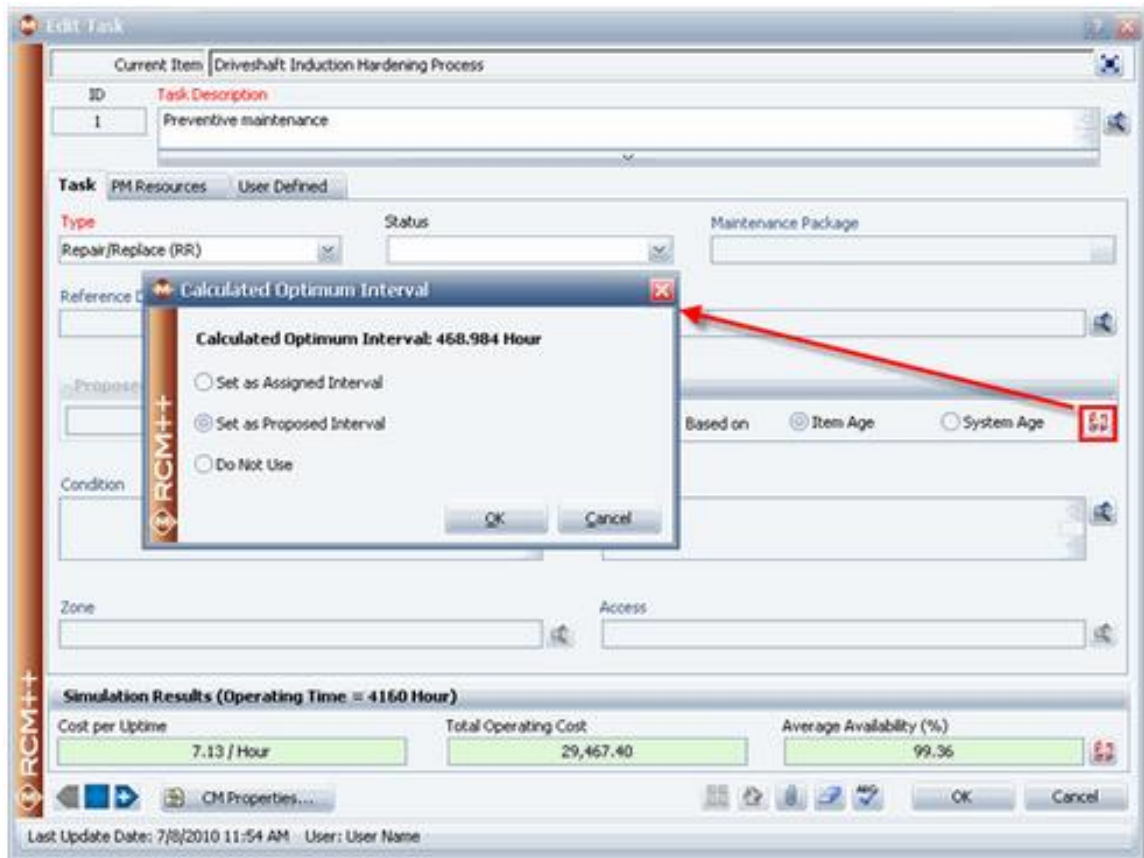 Edit Task
Current Item Driveshaft Induction Hardening Process
ID Task Description
1 Preventive maintenance
Task PM Resources User Defined
Type Status Maintenance Package
Repair/Replace (RR)
Reference
Calculated Optimum Interval
Calculated Optimum Interval: 468.984 Hour
Set as Assigned Interval
Set as Proposed Interval
Do Not Use
OK Cancel
RCM++
Based on Item Age System Age
Condition
Zone Access
Simulation Results (Operating Time = 4160 Hour)
Cost per Uptime Total Operating Cost Average Availability (%)
7.13 / Hour 29,467.40 99.36
CM Properties... OK Cancel
RCM++
Last Update Date: 7/8/2010 11:54 AM User: User Name